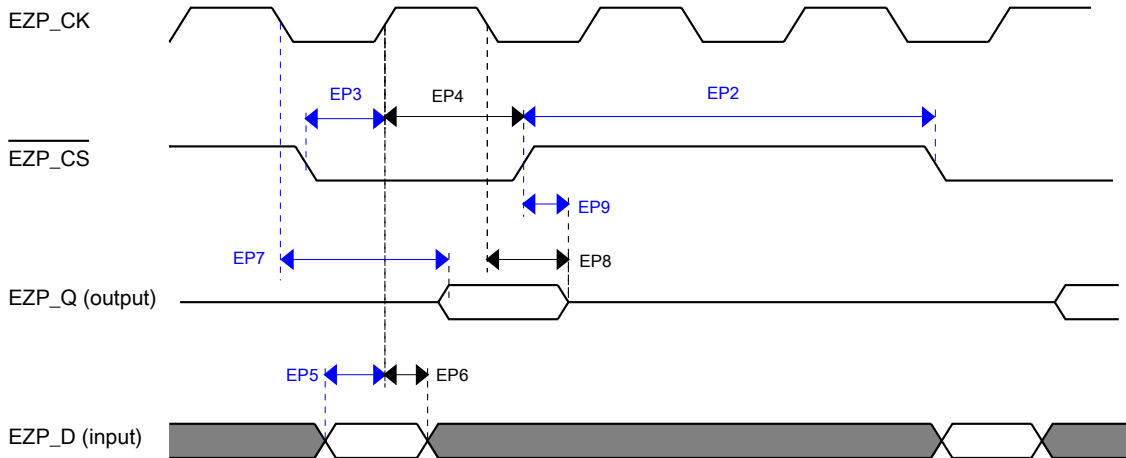 EZP_CK
EP3
EP4
EP2
EZP_CS
EP9
EP7
EP8
EZP_Q (output)
EP5
EP6
EZP_D (input)